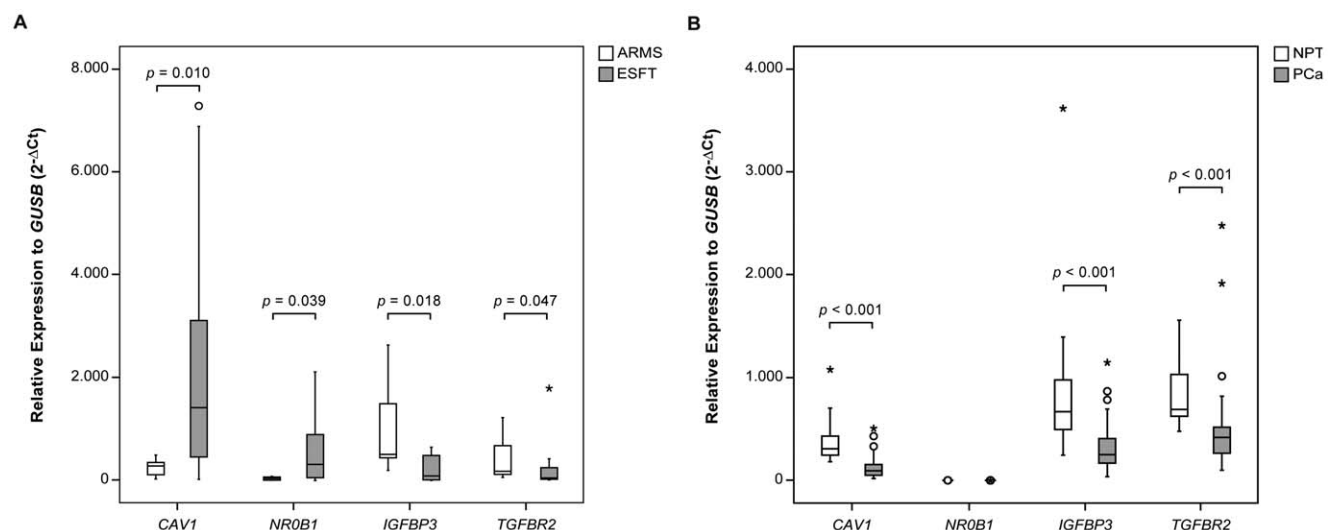 A
Relative Expression to GUSB (2-ΔCt)
8.000
6.000
4.000
2.000
0
p = 0.010
p = 0.039
p = 0.018
p = 0.047
CAV1
NR0B1
IGFBP3
TGFBR2
ARMS
ESFT
B
Relative Expression to GUSB (2-ΔCt)
4.000
3.000
2.000
1.000
0
p < 0.001
p < 0.001
p < 0.001
CAV1
NR0B1
IGFBP3
TGFBR2
NPT
PCa